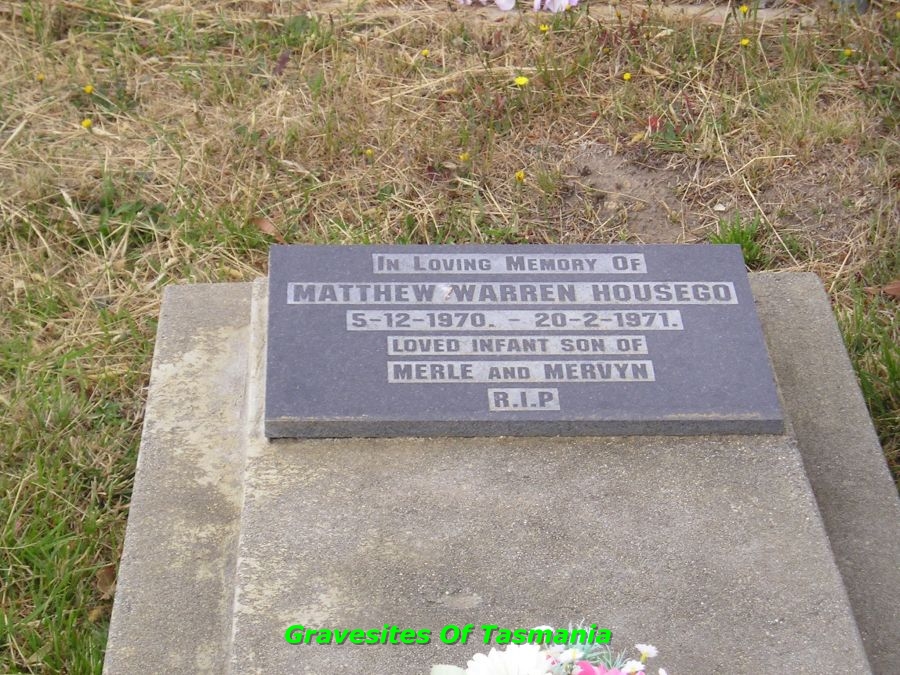 In Loving Memory Of
MATTHEW WARREN HOUSEGO
5-12-1970. - 20-2-1971.
LOVED INFANT SON OF
MERLE AND MERVYN
R.I.P
Gravesites Of Tasmania